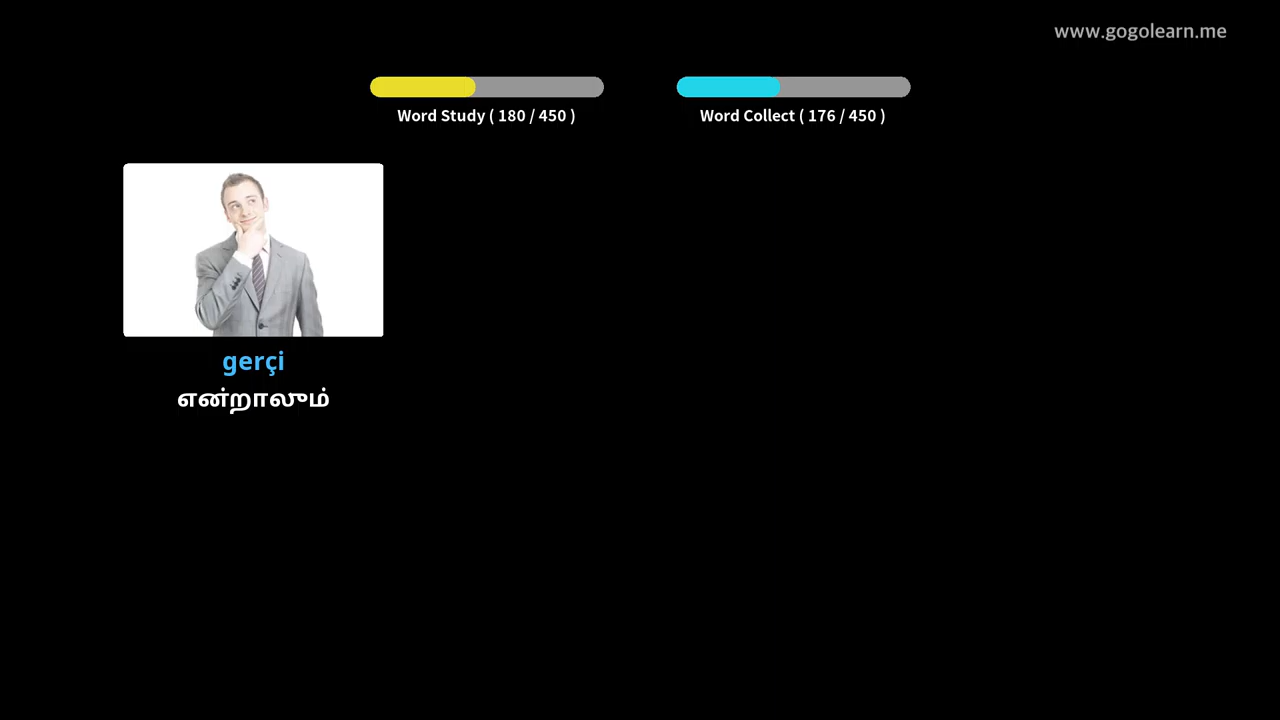 www.gogolearn.me
Word Study ( 180 / 450 )
Word Collect ( 176 / 450 )
gerçi
என்றாலும்